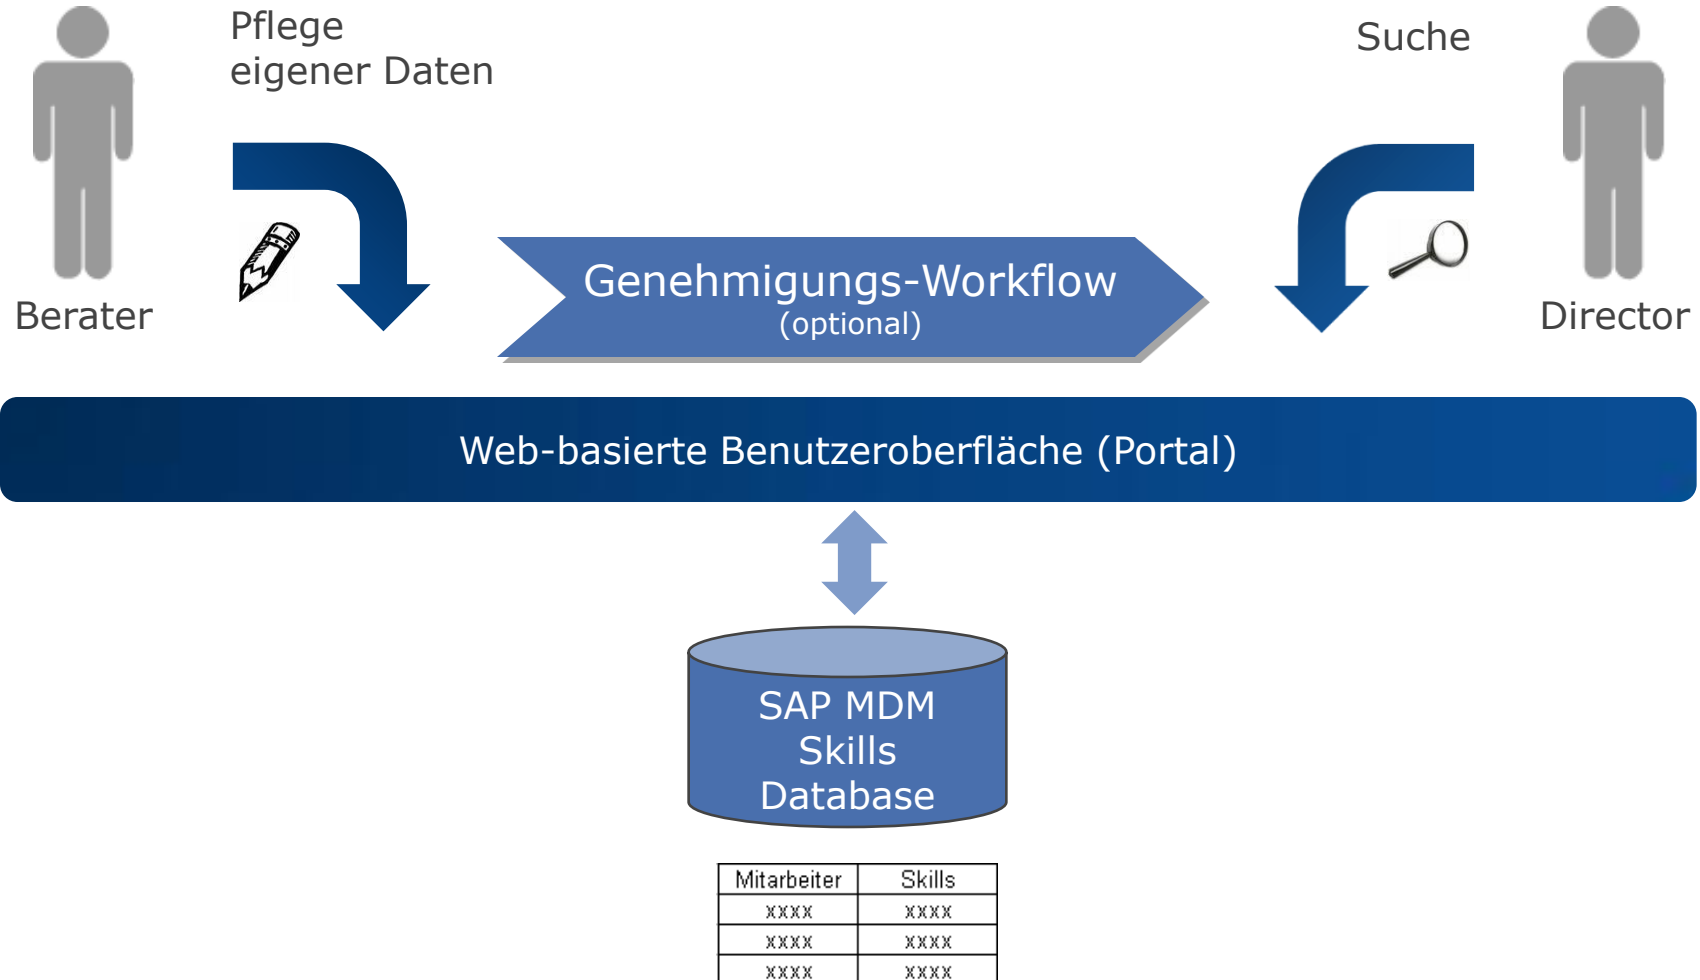 Pflege
eigener Daten
Suche
Genehmigungs-Workflow
(optional)
Berater
Director
Web-basierte Benutzeroberfläche (Portal)
SAP MDM
Skills
Database
Mitarbeiter Skills
xxxx xxxx
xxxx xxxx
xxxx xxxx